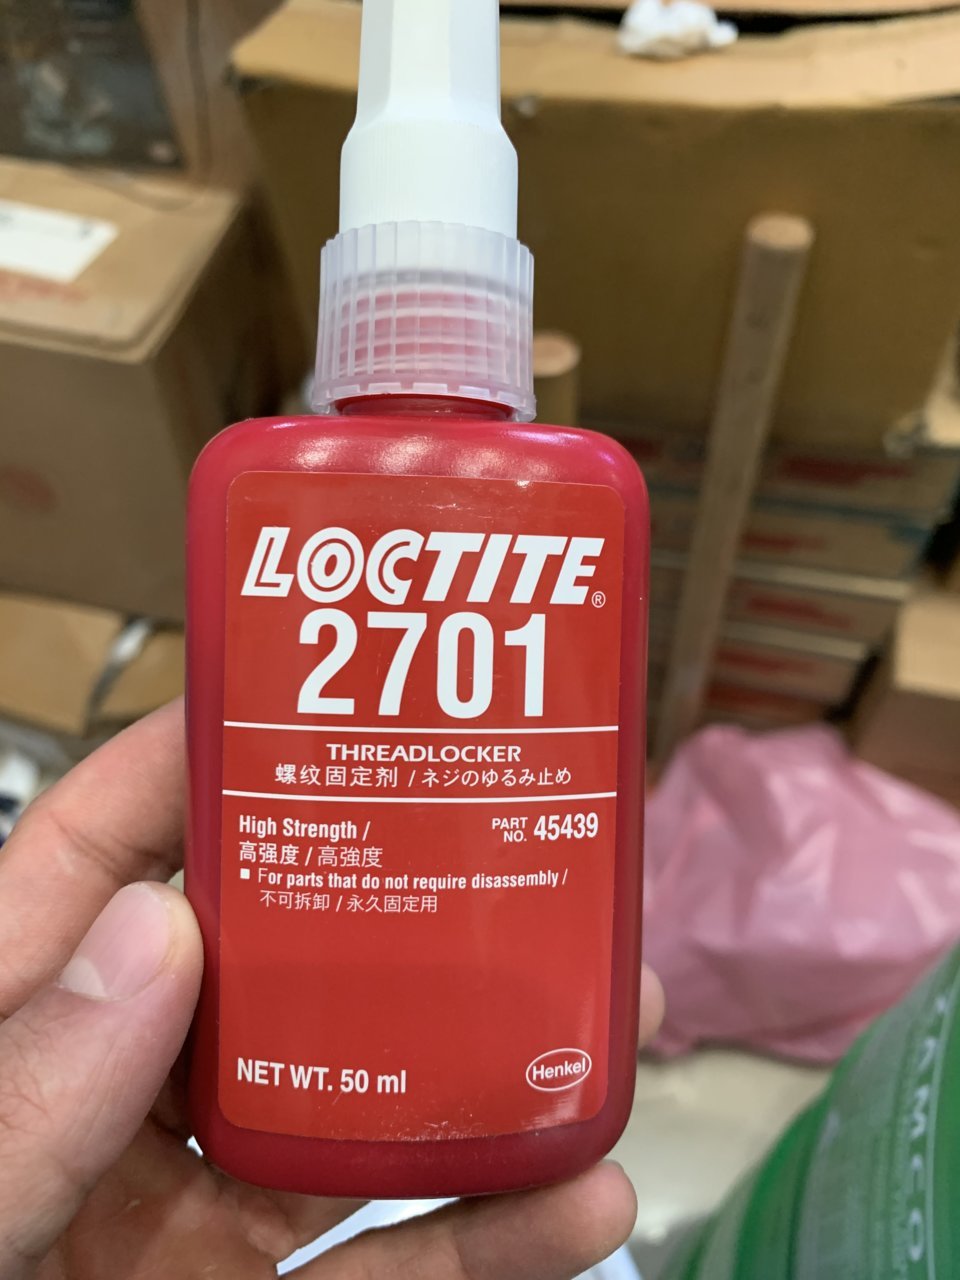 LOCTITE®
2701
THREADLOCKER
螺纹固定剂 / ネジのゆるみ止め
High Strength /
高强度 / 高強度
PART NO. 45439
■ For parts that do not require disassembly /
不可拆卸 / 永久固定用
NET WT. 50 ml
Henkel
TAMCO